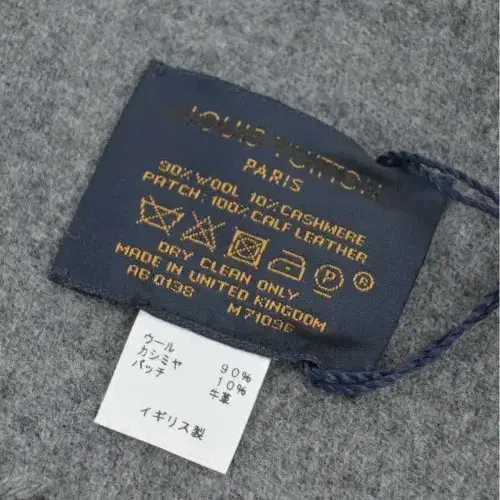 LOUIS VUITTON
PARIS
90% WOOL 10% CASHMERE
PATCH: 100% CALF LEATHER
P ®
DRY CLEAN ONLY
MADE IN UNITED KINGDOM
AB 0138 M71096
ウール 90%
カシミヤ 10%
パッチ 牛革
イギリス製